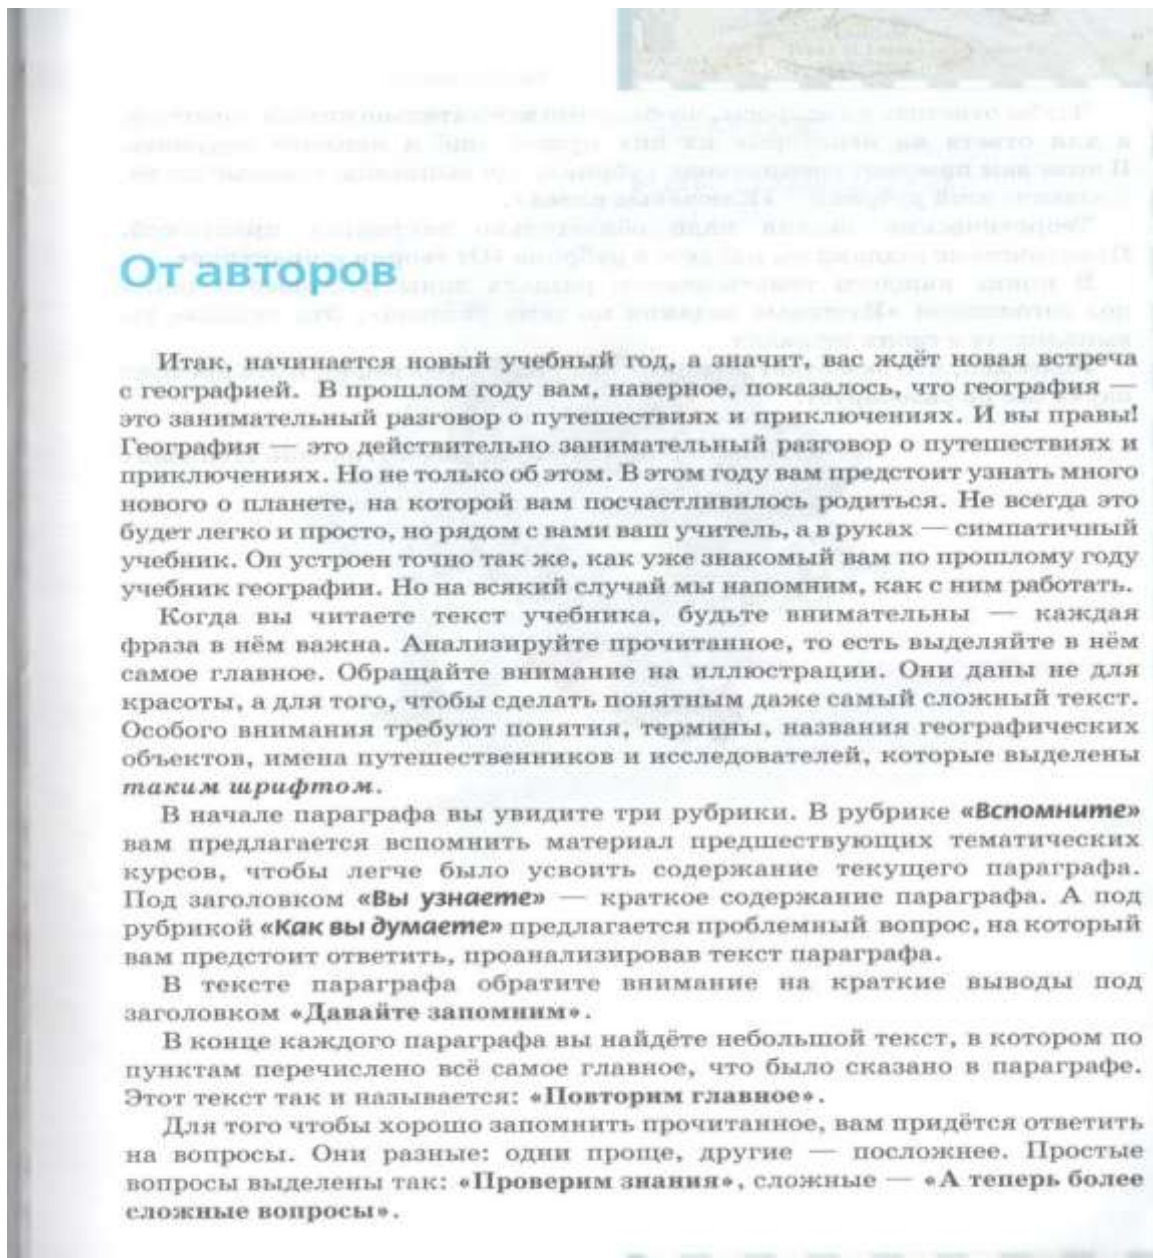 От авторов
Итак, начинается новый учебный год, а значит, вас ждёт новая встреча
с географией. В прошлом году вам, наверное, показалось, что география —
это занимательный разговор о путешествиях и приключениях. И вы правы!
География — это действительно занимательный разговор о путешествиях и
приключениях. Но не только об этом. В этом году вам предстоит узнать много
нового о планете, на которой вам посчастливилось родиться. Не всегда это
будет легко и просто, но рядом с вами ваш учитель, а в руках — симпатичный
учебник. Он устроен точно так же, как уже знакомый вам по прошлому году
учебник географии. Но на всякий случай мы напомним, как с ним работать.
Когда вы читаете текст учебника, будьте внимательны — каждая
фраза в нём важна. Анализируйте прочитанное, то есть выделяйте в нём
самое главное. Обращайте внимание на иллюстрации. Они даны не для
красоты, а для того, чтобы сделать понятным даже самый сложный текст.
Особого внимания требуют понятия, термины, названия географических
объектов, имена путешественников и исследователей, которые выделены
таким шрифтом.
В начале параграфа вы увидите три рубрики. В рубрике «Вспомните»
вам предлагается вспомнить материал предшествующих тематических
курсов, чтобы легче было усвоить содержание текущего параграфа.
Под заголовком «Вы узнаете» — краткое содержание параграфа. А под
рубрикой «Как вы думаете» предлагается проблемный вопрос, на который
вам предстоит ответить, проанализировав текст параграфа.
В тексте параграфа обратите внимание на краткие выводы под
заголовком «Давайте запомним».
В конце каждого параграфа вы найдёте небольшой текст, в котором по
пунктам перечислено всё самое главное, что было сказано в параграфе.
Этот текст так и называется: «Повторим главное».
Для того чтобы хорошо запомнить прочитанное, вам придётся ответить
на вопросы. Они разные: одни проще, другие — посложнее. Простые
вопросы выделены так: «Проверим знания», сложные — «А теперь более
сложные вопросы».